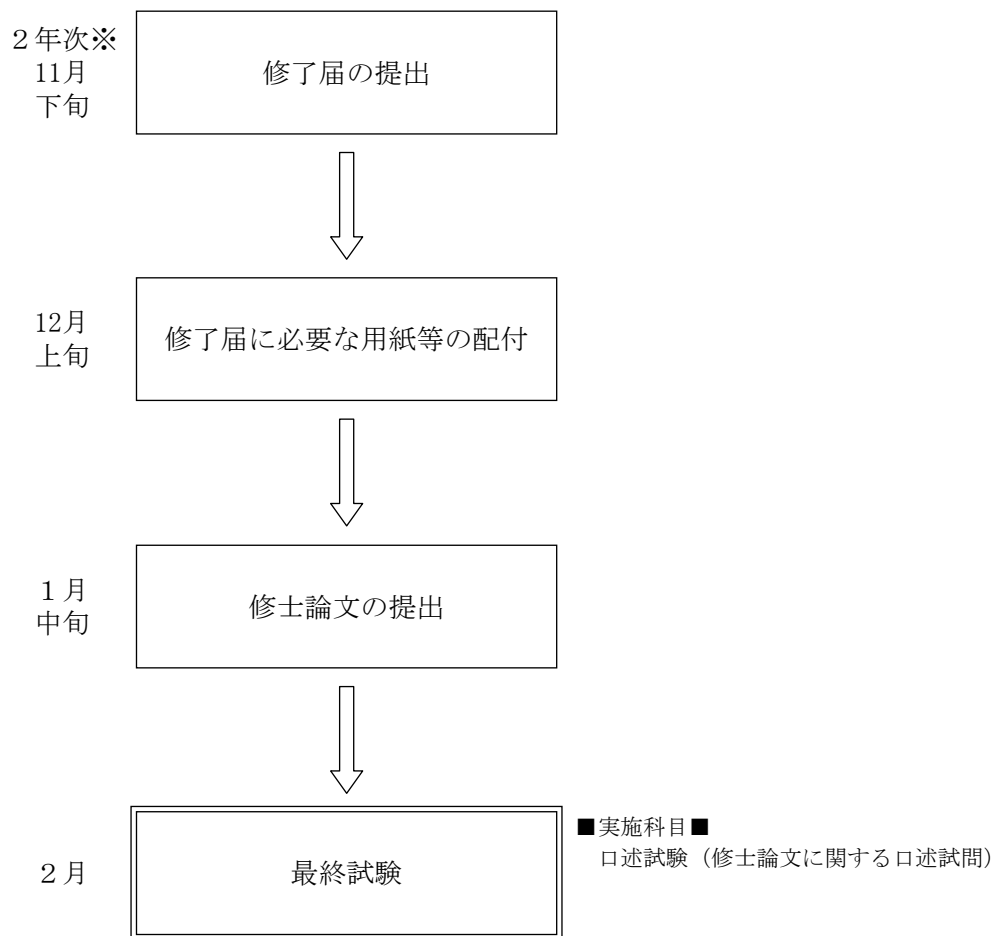 ２年次※
11月
下旬
修了届の提出
12月
上旬
修了届に必要な用紙等の配付
１月
中旬
修士論文の提出
２月
最終試験
■実施科目■
口述試験（修士論文に関する口述試問）